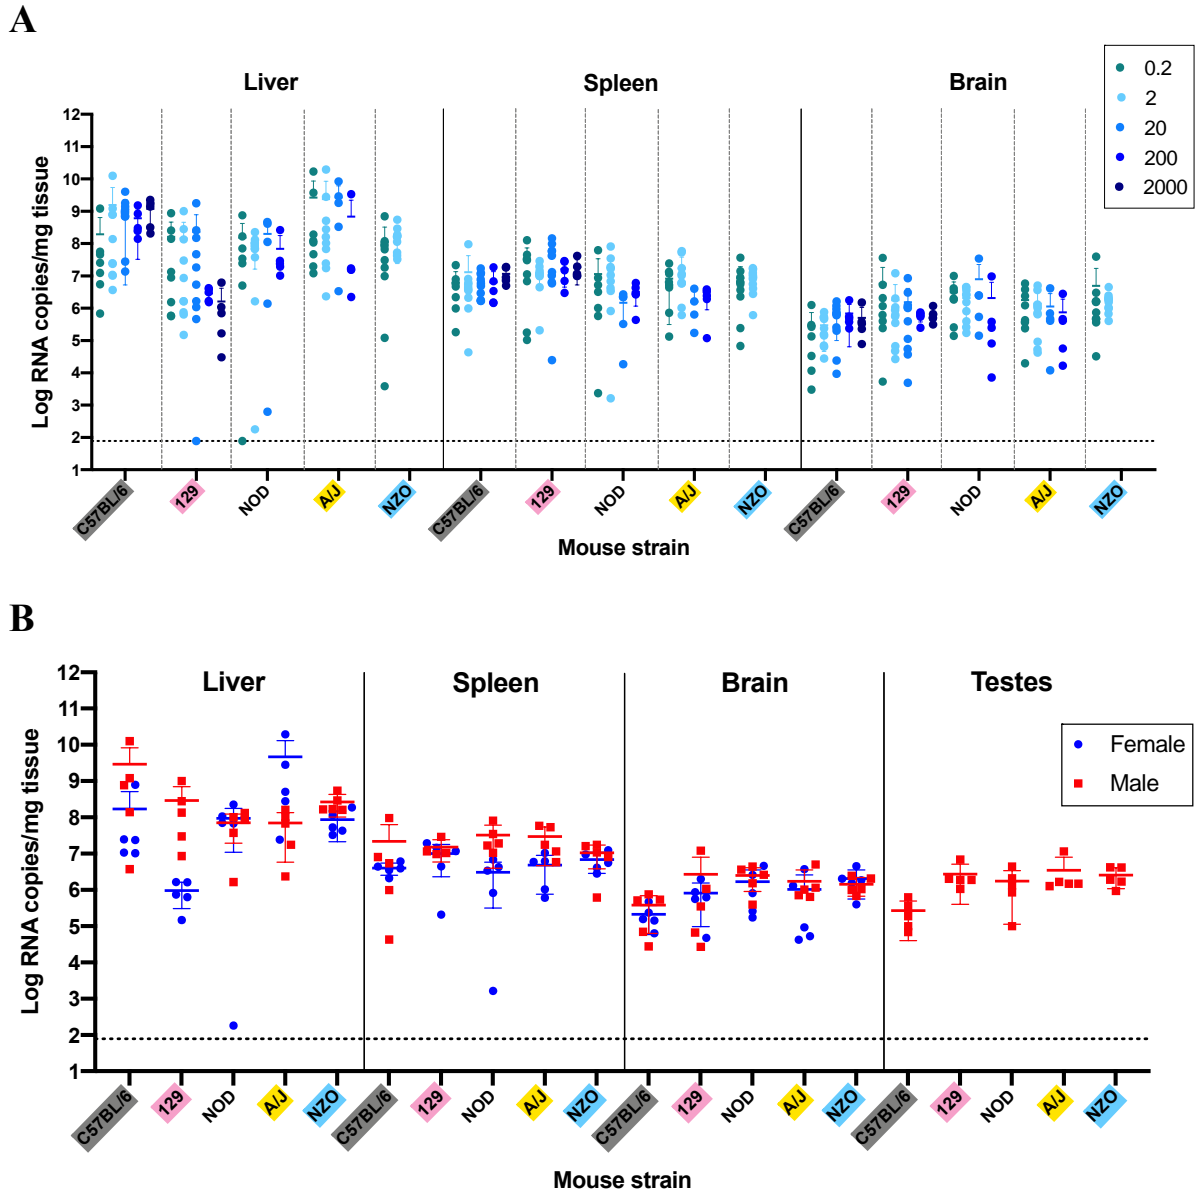 A
Liver Spleen Brain
0.2
2
20
200
2000
Log RNA copies/mg tissue
12
11
10
9
8
7
6
5
4
3
2
1
C57BL/6 129 NOD A/J NZO C57BL/6 129 NOD A/J NZO C57BL/6 129 NOD A/J NZO
Mouse strain
B
Liver Spleen Brain Testes
Female
Male
Log RNA copies/mg tissue
12
11
10
9
8
7
6
5
4
3
2
1
C57BL/6 129 NOD A/J NZO C57BL/6 129 NOD A/J NZO C57BL/6 129 NOD A/J NZO C57BL/6 129 NOD A/J NZO
Mouse strain